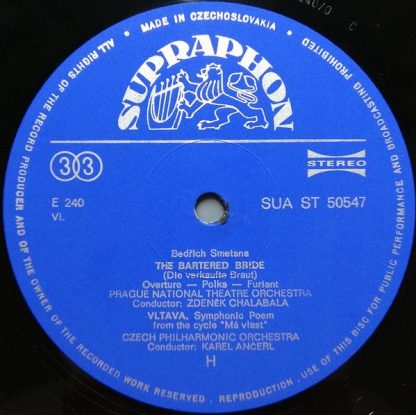 • MADE IN CZECHOSLOVAKIA •
ALL RIGHTS OF THE RECORD PRODUCER AND OF THE OWNER OF THE RECORDED WORK RESERVED . REPRODUCTION . USE OF THIS DISC FOR PUBLIC PERFORMANCE AND BROADCASTING PROHIBITED
SUPRAPHON
33
STEREO
E 240
VI.
SUA ST 50547
Bedřich Smetana
THE BARTERED BRIDE
(Die verkaufte Braut)
Overture — Polka — Furiant
PRAGUE NATIONAL THEATRE ORCHESTRA
Conductor: ZDENĚK CHALABALA
VLTAVA, Symphonic Poem
from the cycle "Má vlast"
CZECH PHILHARMONIC ORCHESTRA
Conductor: KAREL ANČERL
H